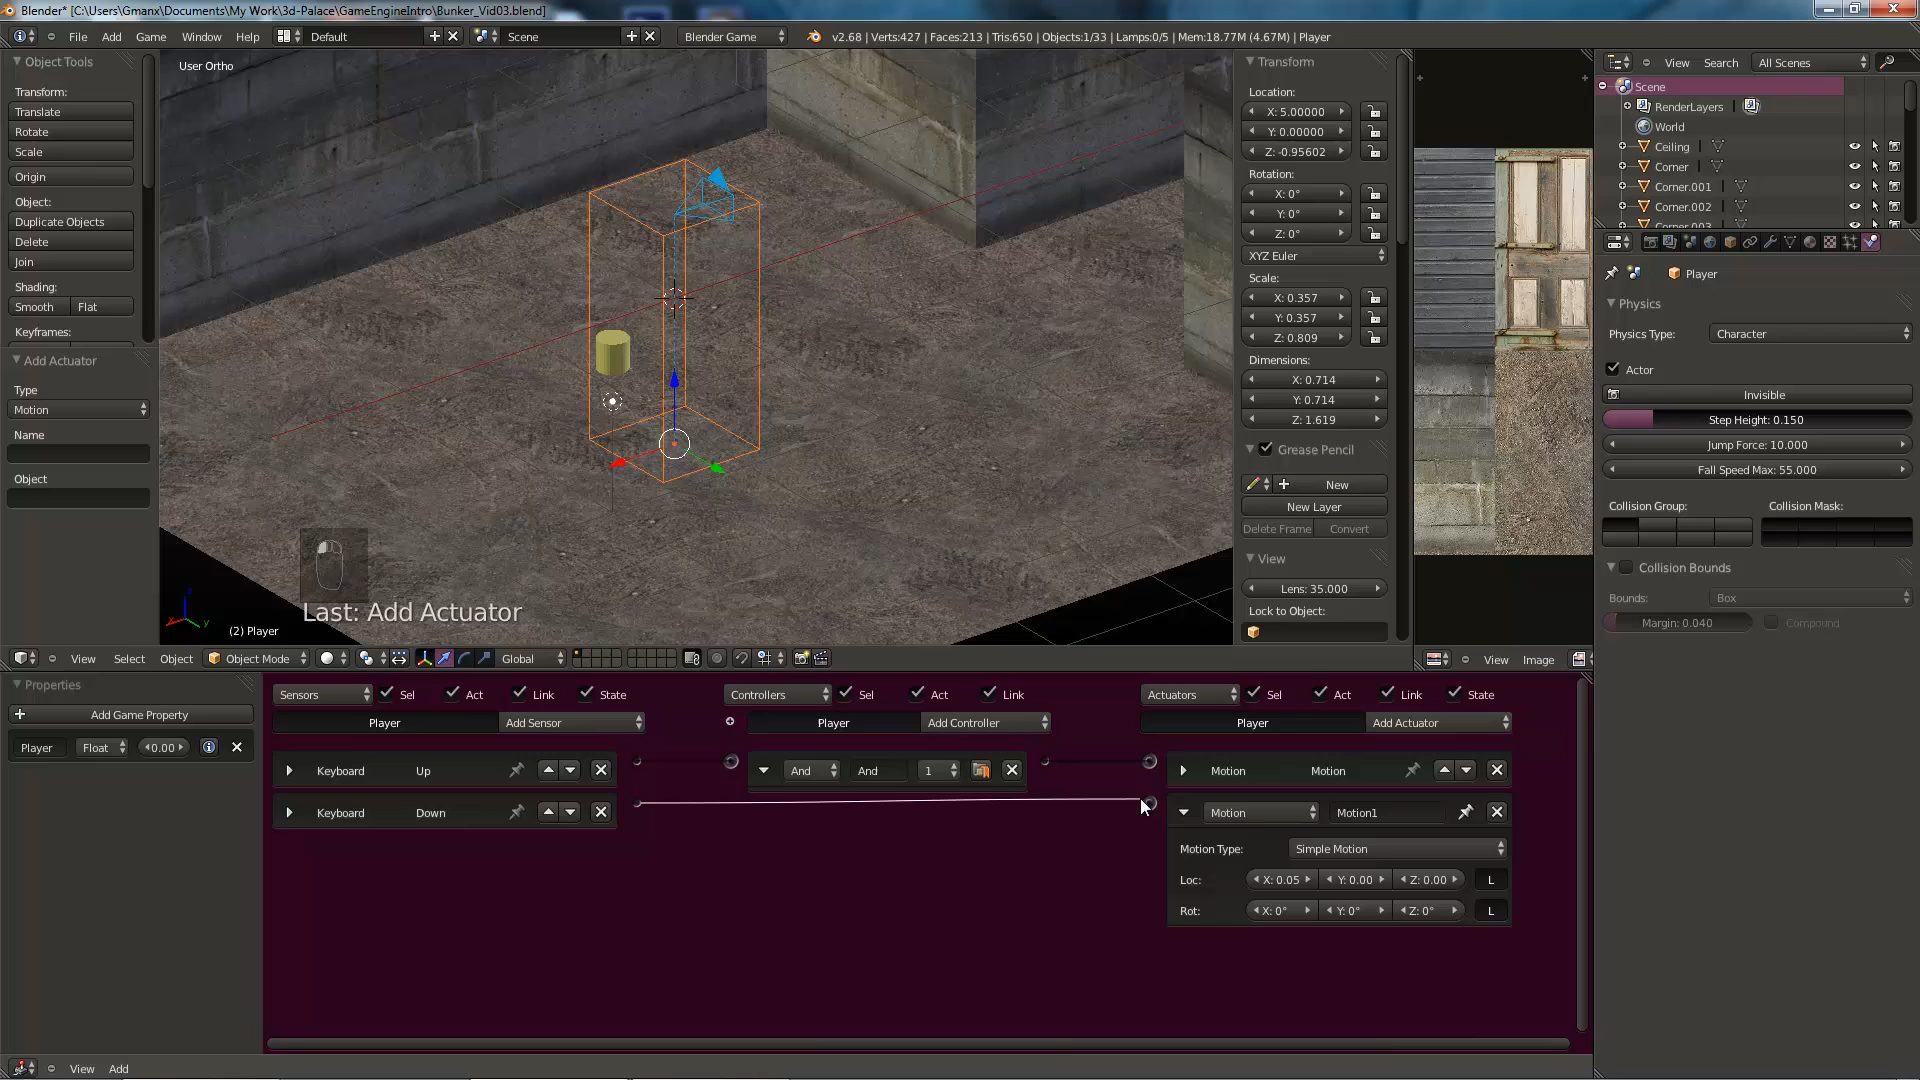 Blender* [C:\Users\Gmanx\Documents\My Work\3d-Palace\GameEngineIntro\Bunker_Vid03.blend]
File Add Game Window Help Default Scene Blender Game v2.68 | Verts:427 | Faces:213 | Tris:650 | Objects:1/33 | Lamps:0/5 | Mem:18.77M (4.67M) | Player
Object Tools
Transform:
Translate
Rotate
Scale
Origin
Object:
Duplicate Objects
Delete
Join
Shading:
Smooth Flat
Keyframes:
Add Actuator
Type
Motion
Name
Object
User Ortho
Last: Add Actuator
(2) Player
Transform
Location:
X: 5.00000
Y: 0.00000
Z: -0.95602
Rotation:
X: 0°
Y: 0°
Z: 0°
XYZ Euler
Scale:
X: 0.357
Y: 0.357
Z: 0.809
Dimensions:
X: 0.714
Y: 0.714
Z: 1.619
Grease Pencil
New
New Layer
Delete Frame Convert
View
Lens: 35.000
Lock to Object:
View Search All Scenes
Scene
RenderLayers
World
Ceiling
Corner
Corner.001
Corner.002
Corner.003
Player
Physics
Physics Type: Character
Actor
Invisible
Step Height: 0.150
Jump Force: 10.000
Fall Speed Max: 55.000
Collision Group: Collision Mask:
Collision Bounds
Bounds: Box
Margin: 0.040 Compound
View Select Object Object Mode Global
View Image
Properties
Add Game Property
Player Float 0.00
Sensors Sel Act Link State Controllers Sel Act Link Actuators Sel Act Link State
Player Add Sensor Player Add Controller Player Add Actuator
Keyboard Up And And 1 Motion Motion
Keyboard Down Motion Motion1
Motion Type: Simple Motion
Loc: X: 0.05 Y: 0.00 Z: 0.00 L
Rot: X: 0° Y: 0° Z: 0° L
View Add